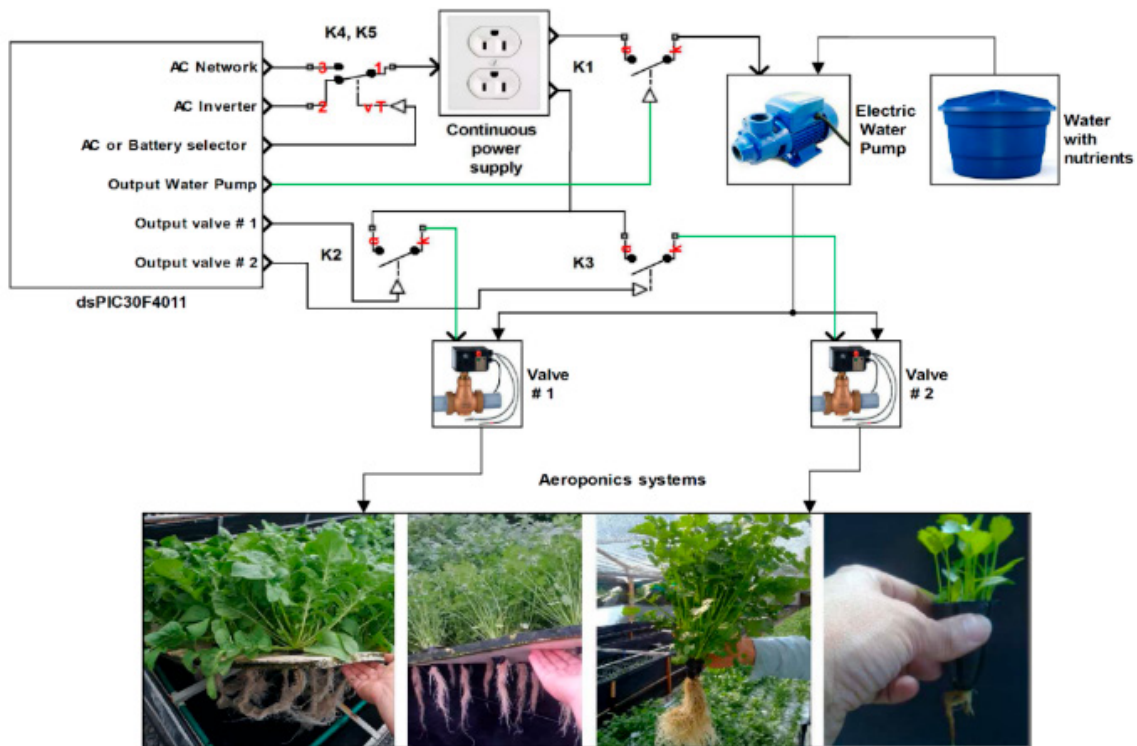 K4, K5
AC Network
3
1
AC Inverter
2
vT
AC or Battery selector
Output Water Pump
Output valve # 1
Output valve # 2
dsPIC30F4011
Continuous
power
supply
K1
a
k
Electric
Water
Pump
Water
with
nutrients
K2
a
k
K3
a
k
Valve
# 1
Valve
# 2
Aeroponics systems